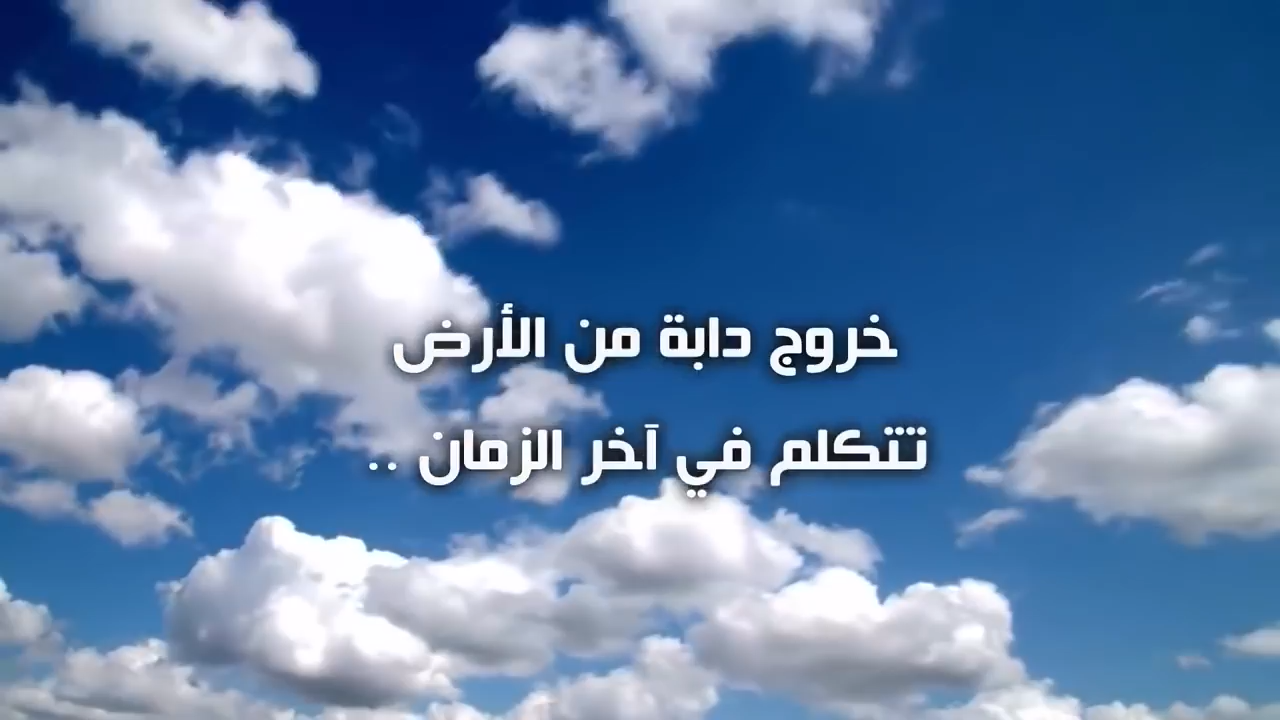 خروج دابة من الأرض
تتكلم في آخر الزمان ..